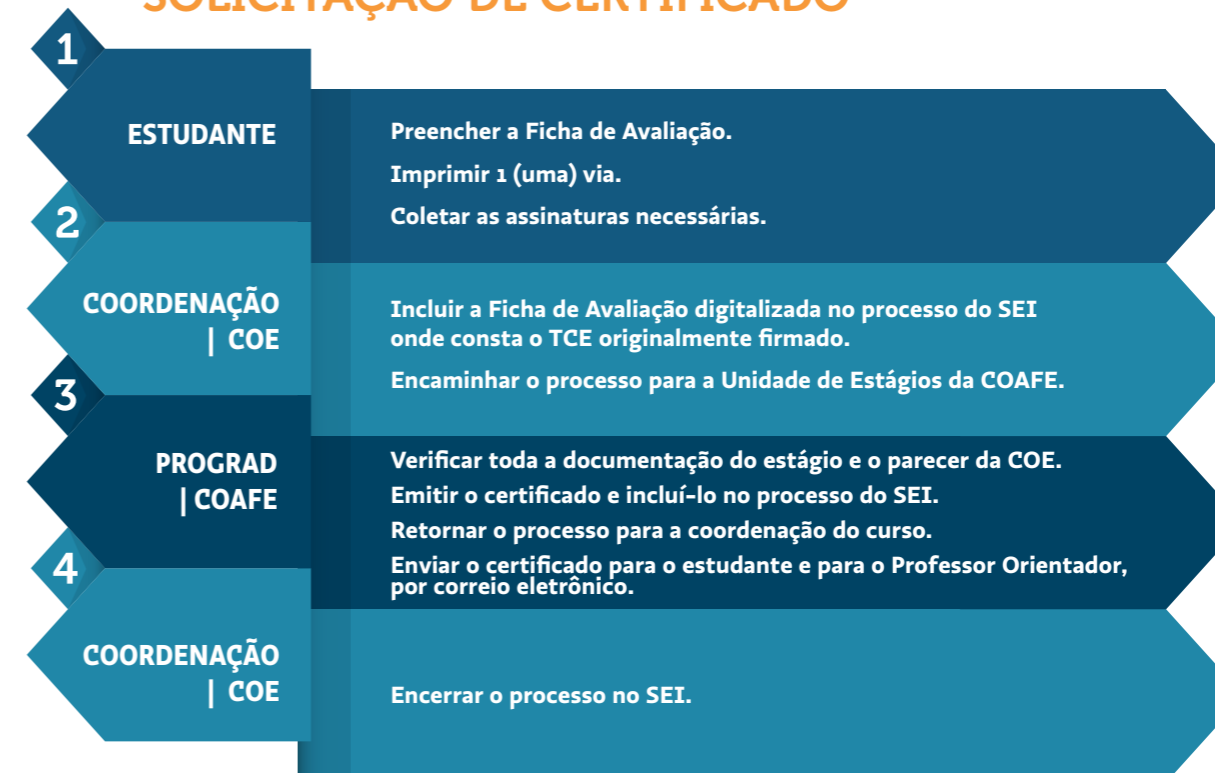 SOLICITAÇÃO DE CERTIFICADO
1
ESTUDANTE
Preencher a Ficha de Avaliação.
Imprimir 1 (uma) via.
Coletar as assinaturas necessárias.
2
COORDENAÇÃO
| COE
Incluir a Ficha de Avaliação digitalizada no processo do SEI
onde consta o TCE originalmente firmado.
Encaminhar o processo para a Unidade de Estágios da COAFE.
3
PROGRAD
| COAFE
Verificar toda a documentação do estágio e o parecer da COE.
Emitir o certificado e incluí-lo no processo do SEI.
Retornar o processo para a coordenação do curso.
Enviar o certificado para o estudante e para o Professor Orientador,
por correio eletrônico.
4
COORDENAÇÃO
| COE
Encerrar o processo no SEI.